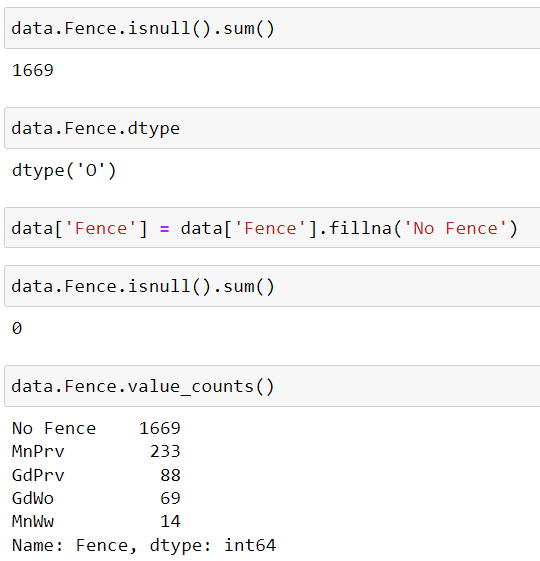 data.Fence.isnull().sum()
1669
data.Fence.dtype
dtype('O')
data['Fence'] = data['Fence'].fillna('No Fence')
data.Fence.isnull().sum()
0
data.Fence.value_counts()
No Fence    1669
MnPrv        233
GdPrv         88
GdWo          69
MnWw          14
Name: Fence, dtype: int64